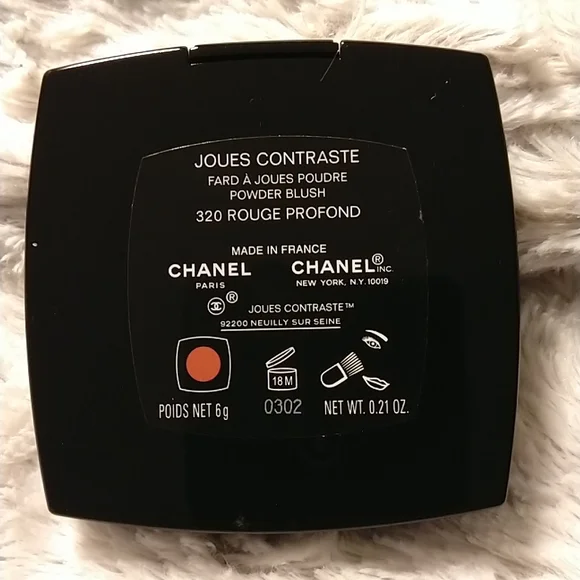 JOUES CONTRASTE
FARD À JOUES POUDRE
POWDER BLUSH
320 ROUGE PROFOND
MADE IN FRANCE
CHANEL CHANEL® INC.
PARIS NEW YORK, N.Y. 10019
® JOUES CONTRASTE™
92200 NEUILLY SUR SEINE
18 M
POIDS NET 6g 0302 NET WT. 0.21 OZ.